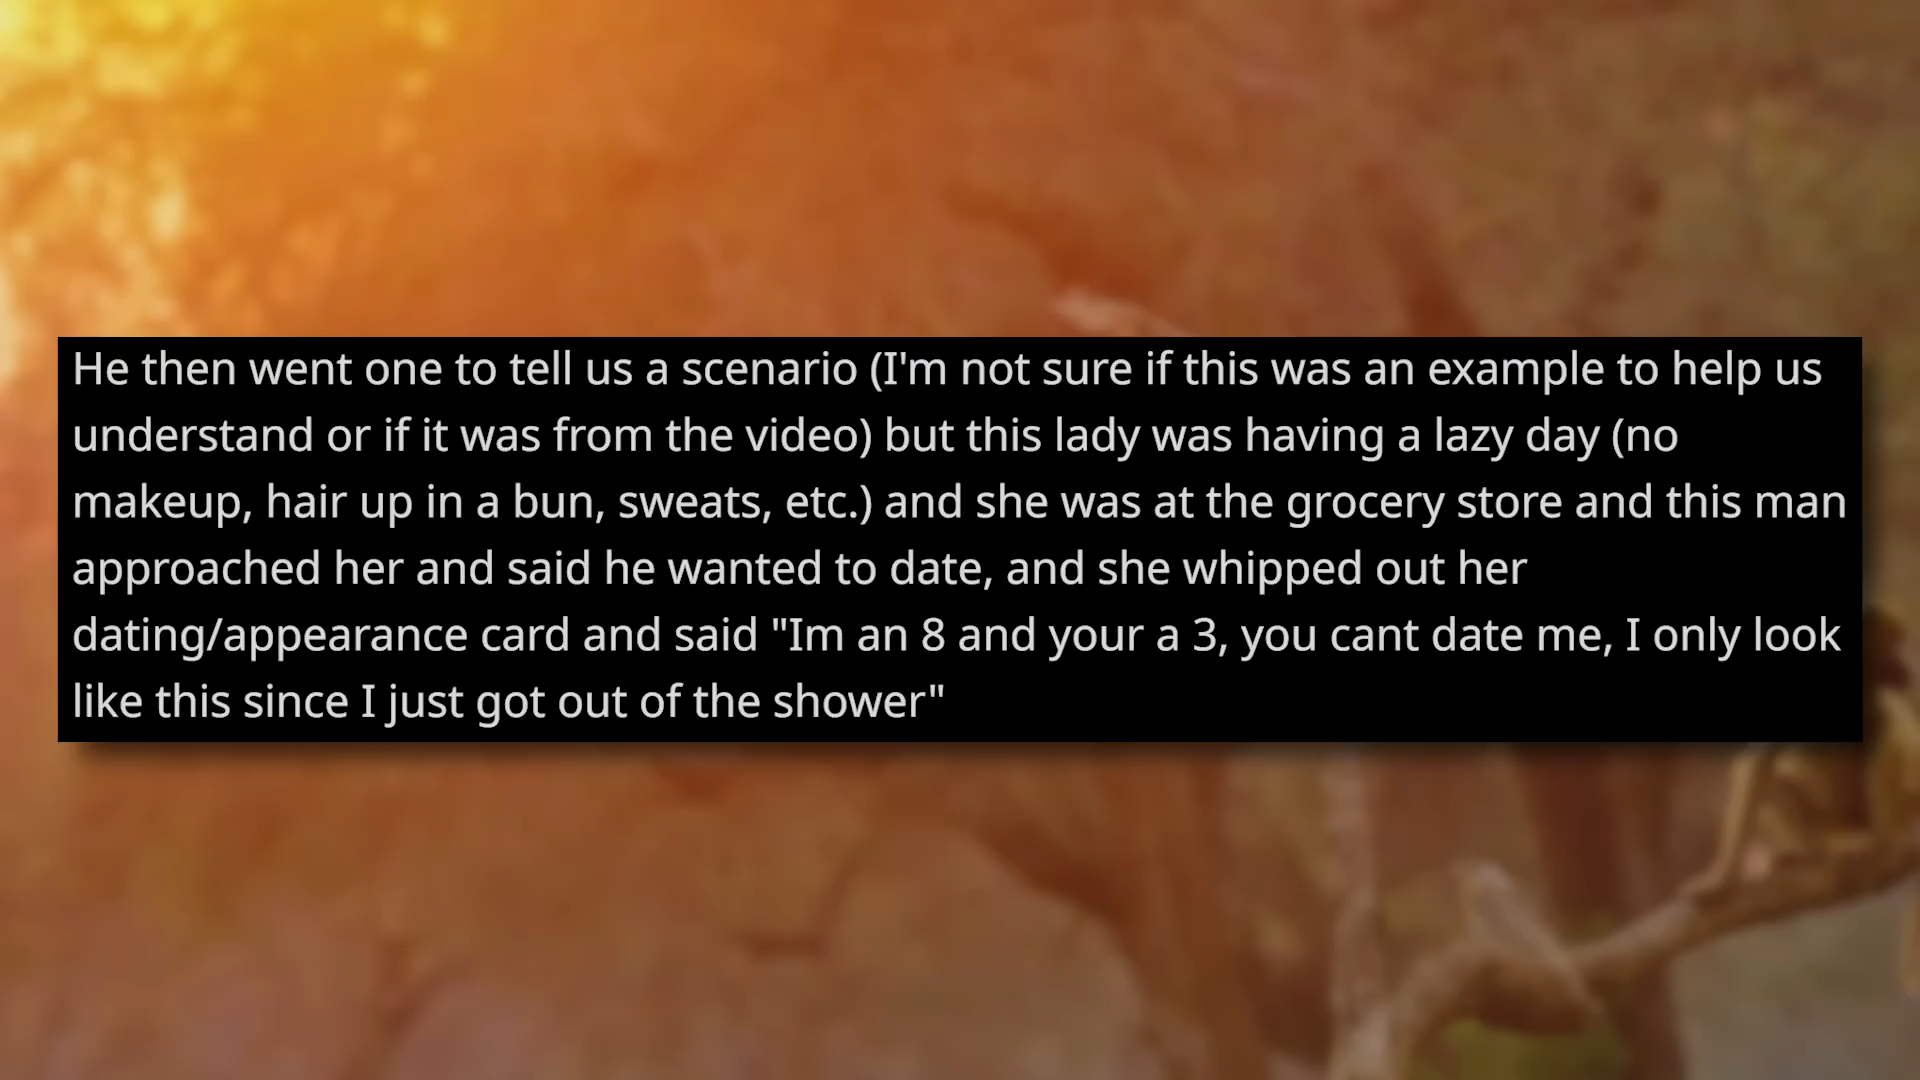 He then went one to tell us a scenario (I'm not sure if this was an example to help us
understand or if it was from the video) but this lady was having a lazy day (no
makeup, hair up in a bun, sweats, etc.) and she was at the grocery store and this man
approached her and said he wanted to date, and she whipped out her
dating/appearance card and said "Im an 8 and your a 3, you cant date me, I only look
like this since I just got out of the shower"